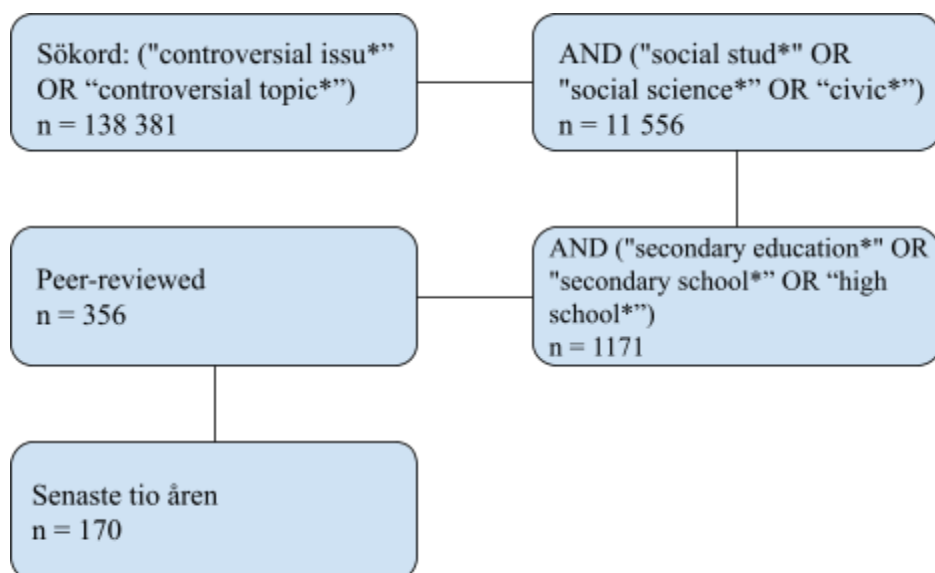 Sökord: ("controversial issu*”
OR “controversial topic*”)
n = 138 381
AND ("social stud*" OR
"social science*” OR “civic*”)
n = 11 556
AND ("secondary education*" OR
"secondary school*” OR “high
school*”)
n = 1171
Peer-reviewed
n = 356
Senaste tio åren
n = 170